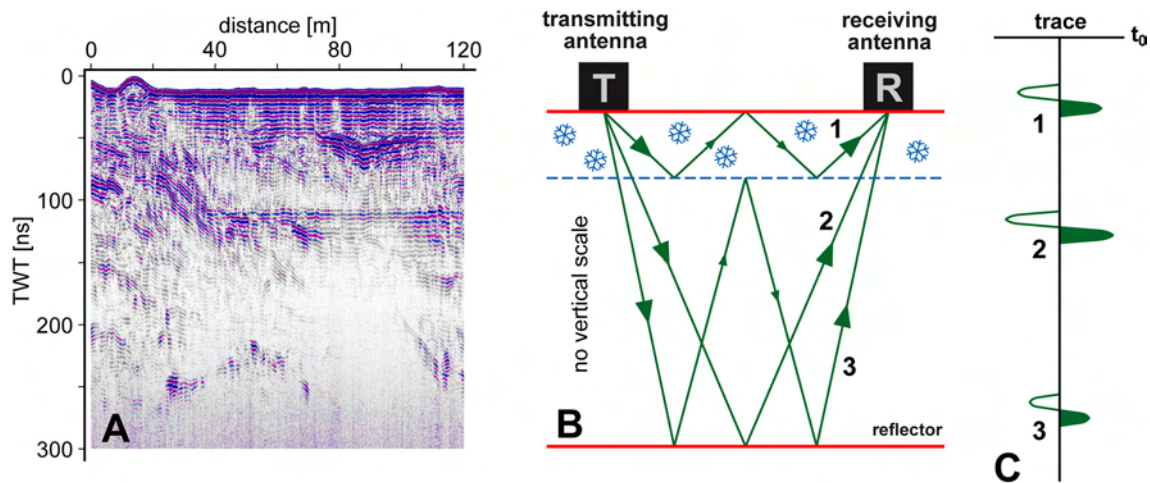 distance [m]
0 40 80 120
TWT [ns]
0
100
200
300
A
transmitting
antenna
receiving
antenna
T
R
1
2
3
no vertical scale
reflector
B
trace
t0
1
2
3
C